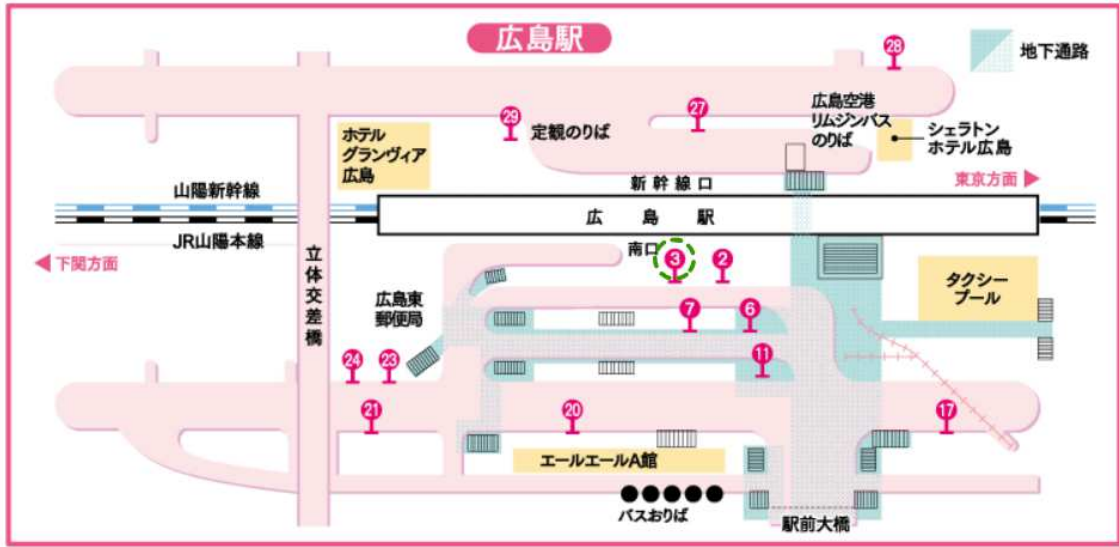 広島駅
28
地下通路
29
定観のりば
27
広島空港
リムジンバス
のりば
シェラトン
ホテル広島
ホテル
グランヴィア
広島
山陽新幹線
新幹線口
東京方面
広島駅
JR山陽本線
南口
下関方面
3
2
立体交差橋
広島東
郵便局
タクシー
プール
7
6
11
24
23
21
20
17
エールエールA館
バスおりば
駅前大橋